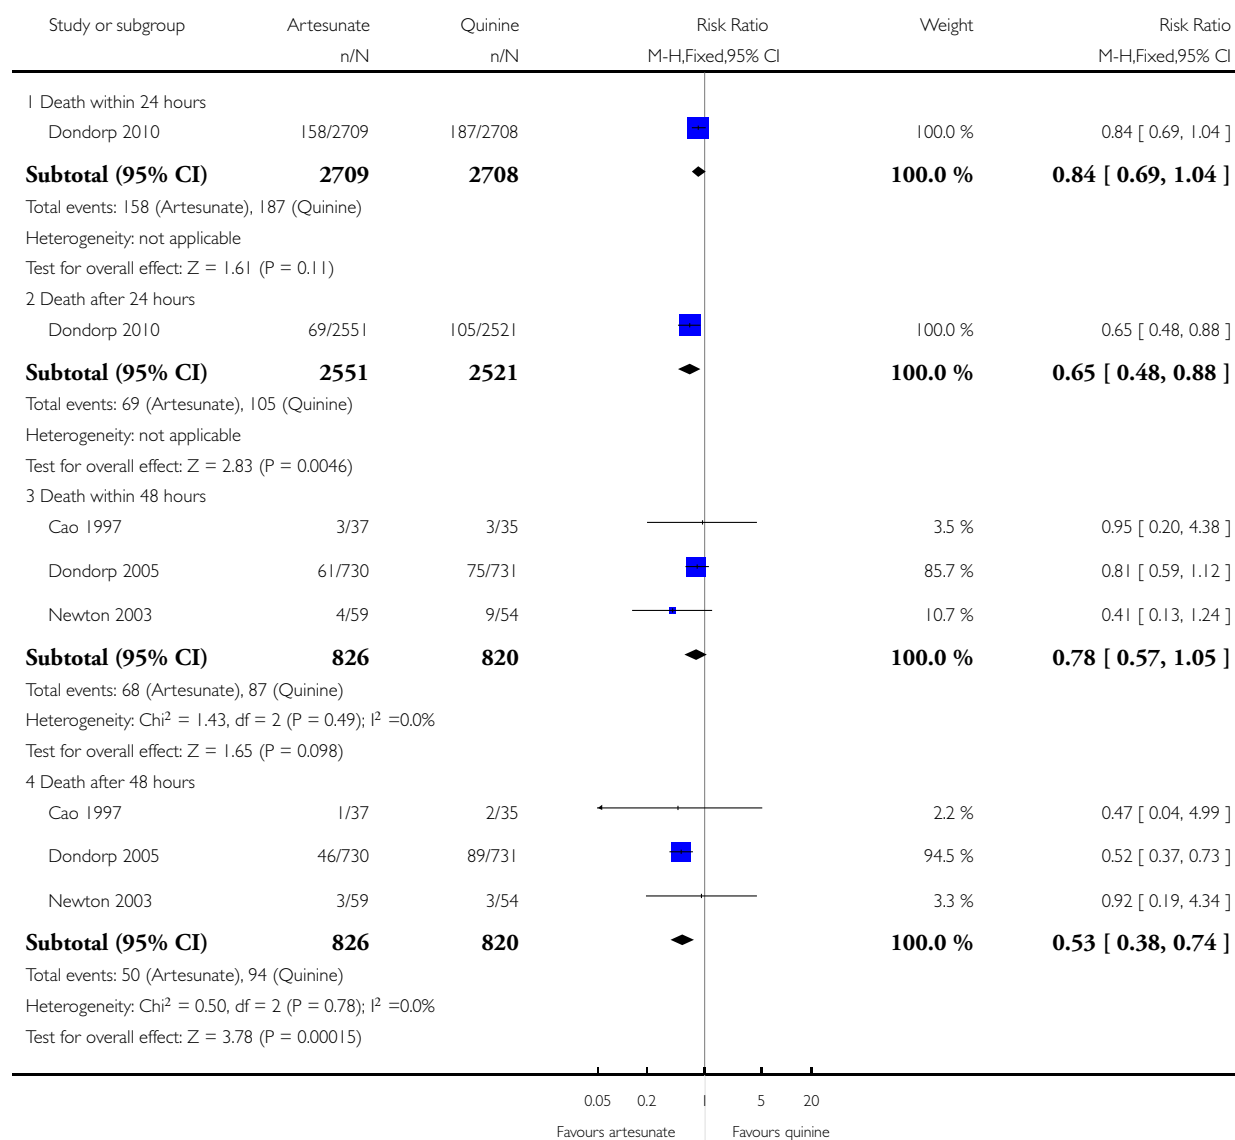 Study or subgroup Artesunate Quinine Risk Ratio Weight Risk Ratio
n/N n/N M-H,Fixed,95% CI M-H,Fixed,95% CI
1 Death within 24 hours
Dondorp 2010 158/2709 187/2708 100.0 % 0.84 [ 0.69, 1.04 ]
Subtotal (95% CI) 2709 2708 100.0 % 0.84 [ 0.69, 1.04 ]
Total events: 158 (Artesunate), 187 (Quinine)
Heterogeneity: not applicable
Test for overall effect: Z = 1.61 (P = 0.11)
2 Death after 24 hours
Dondorp 2010 69/2551 105/2521 100.0 % 0.65 [ 0.48, 0.88 ]
Subtotal (95% CI) 2551 2521 100.0 % 0.65 [ 0.48, 0.88 ]
Total events: 69 (Artesunate), 105 (Quinine)
Heterogeneity: not applicable
Test for overall effect: Z = 2.83 (P = 0.0046)
3 Death within 48 hours
Cao 1997 3/37 3/35 3.5 % 0.95 [ 0.20, 4.38 ]
Dondorp 2005 61/730 75/731 85.7 % 0.81 [ 0.59, 1.12 ]
Newton 2003 4/59 9/54 10.7 % 0.41 [ 0.13, 1.24 ]
Subtotal (95% CI) 826 820 100.0 % 0.78 [ 0.57, 1.05 ]
Total events: 68 (Artesunate), 87 (Quinine)
Heterogeneity: Chi² = 1.43, df = 2 (P = 0.49); I² =0.0%
Test for overall effect: Z = 1.65 (P = 0.098)
4 Death after 48 hours
Cao 1997 1/37 2/35 2.2 % 0.47 [ 0.04, 4.99 ]
Dondorp 2005 46/730 89/731 94.5 % 0.52 [ 0.37, 0.73 ]
Newton 2003 3/59 3/54 3.3 % 0.92 [ 0.19, 4.34 ]
Subtotal (95% CI) 826 820 100.0 % 0.53 [ 0.38, 0.74 ]
Total events: 50 (Artesunate), 94 (Quinine)
Heterogeneity: Chi² = 0.50, df = 2 (P = 0.78); I² =0.0%
Test for overall effect: Z = 3.78 (P = 0.00015)
0.05 0.2 1 5 20
Favours artesunate Favours quinine